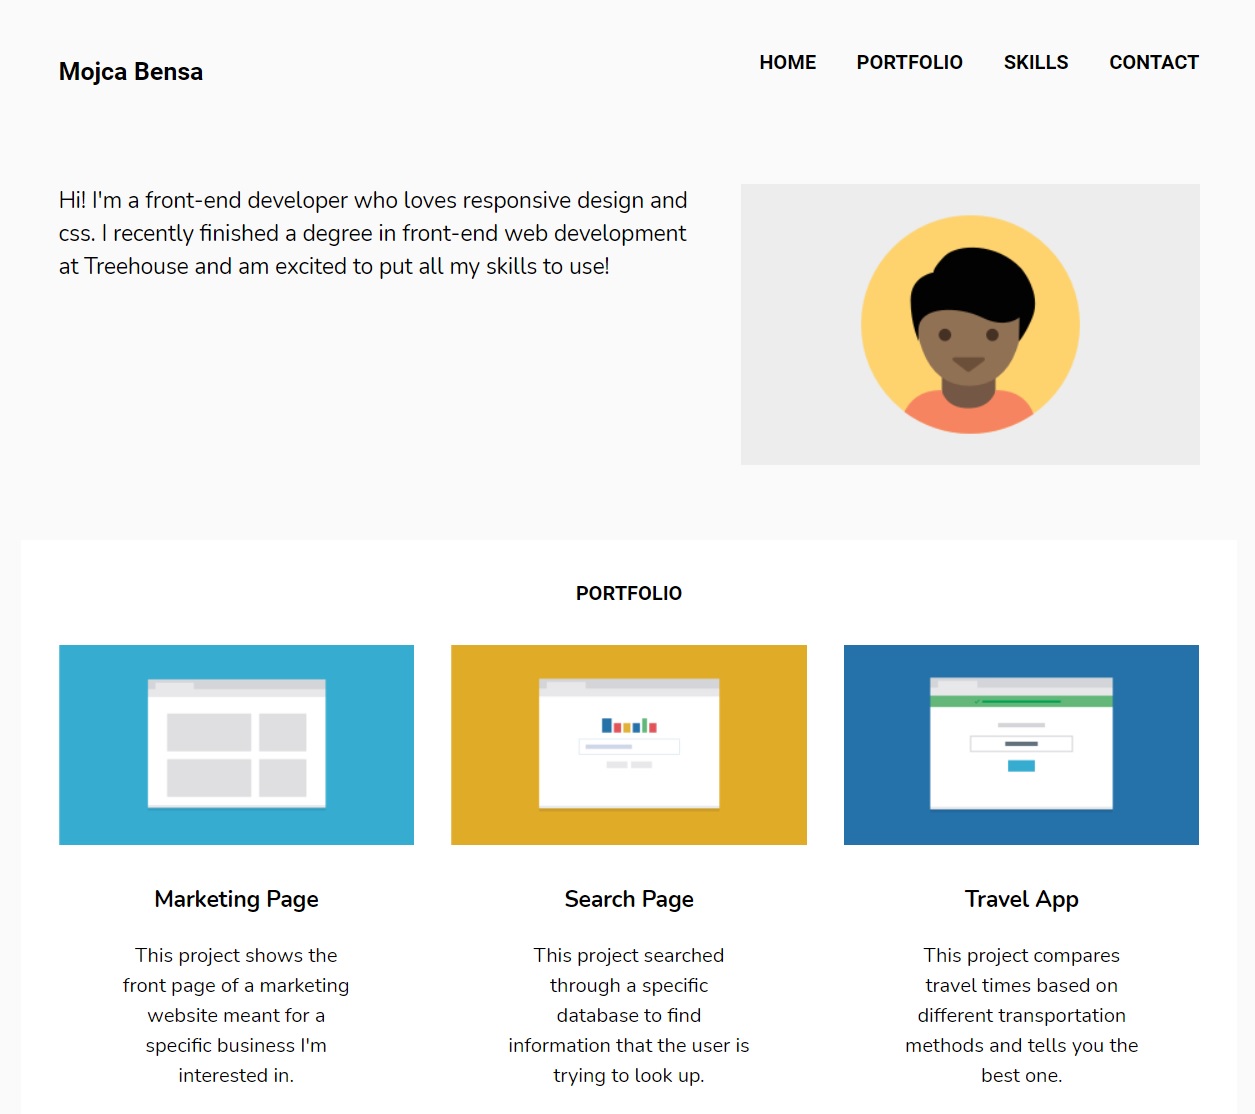 Mojca Bensa
HOME PORTFOLIO SKILLS CONTACT
Hi! I'm a front-end developer who loves responsive design and
css. I recently finished a degree in front-end web development
at Treehouse and am excited to put all my skills to use!
PORTFOLIO
Marketing Page
This project shows the
front page of a marketing
website meant for a
specific business I'm
interested in.
Search Page
This project searched
through a specific
database to find
information that the user is
trying to look up.
Travel App
This project compares
travel times based on
different transportation
methods and tells you the
best one.